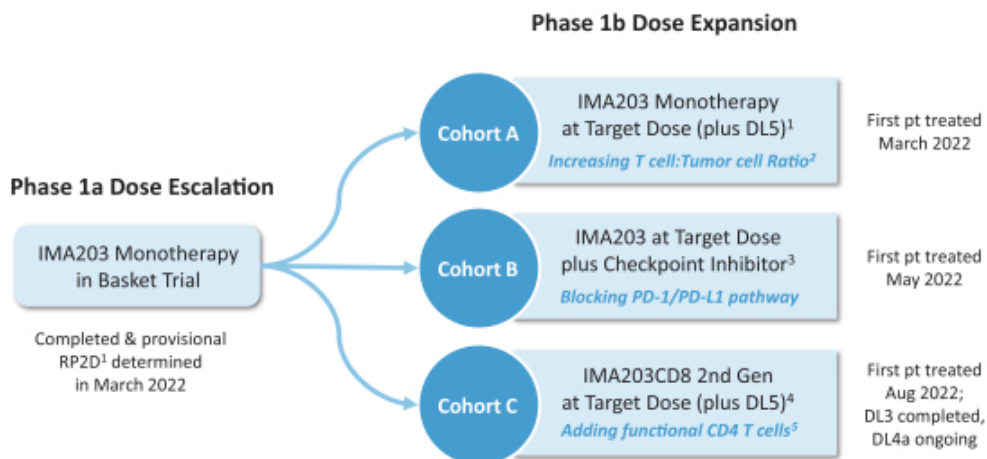 Phase 1b Dose Expansion
Phase 1a Dose Escalation
IMA203 Monotherapy
in Basket Trial
Completed & provisional
RP2D¹ determined
in March 2022
Cohort A
IMA203 Monotherapy
at Target Dose (plus DL5)¹
Increasing T cell:Tumor cell Ratio²
First pt treated
March 2022
Cohort B
IMA203 at Target Dose
plus Checkpoint Inhibitor³
Blocking PD-1/PD-L1 pathway
First pt treated
May 2022
Cohort C
IMA203CD8 2nd Gen
at Target Dose (plus DL5)⁴
Adding functional CD4 T cells⁵
First pt treated
Aug 2022;
DL3 completed,
DL4a ongoing